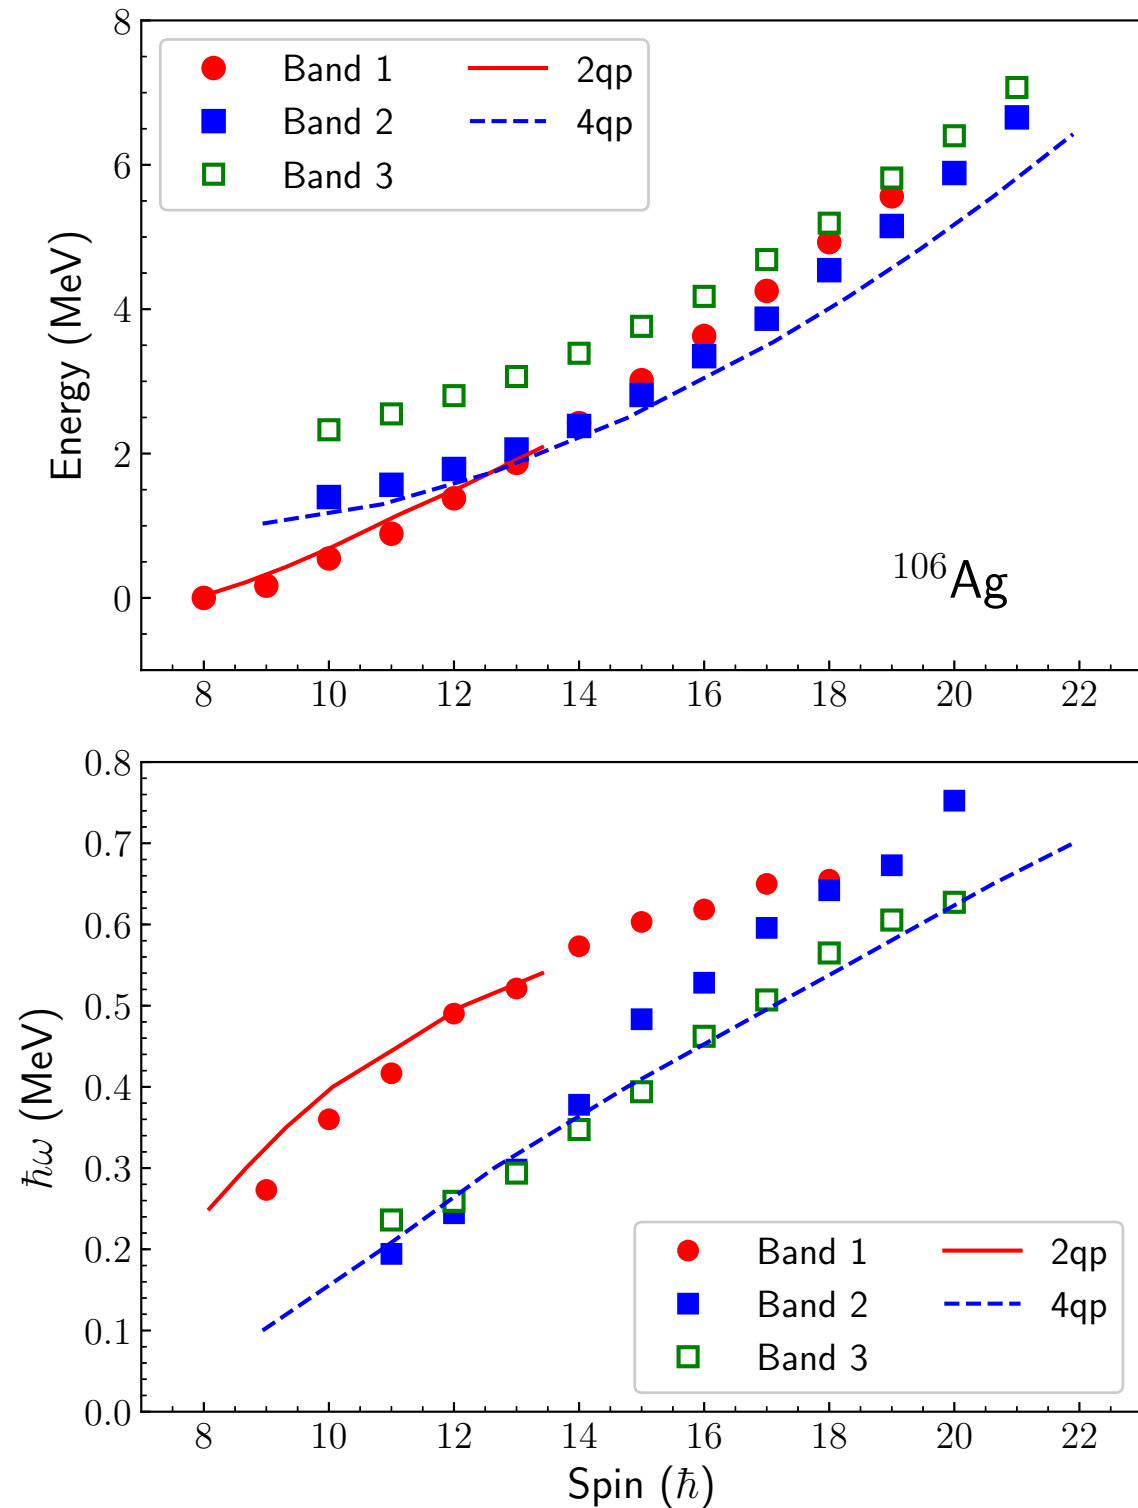 8
6
4
2
0
Energy (MeV)
Band 1
Band 2
Band 3
2qp
4qp
¹⁰⁶Ag
8 10 12 14 16 18 20 22
0.8
0.7
0.6
0.5
0.4
0.3
0.2
0.1
0.0
ℏω (MeV)
Band 1
Band 2
Band 3
2qp
4qp
8 10 12 14 16 18 20 22
Spin (ℏ)